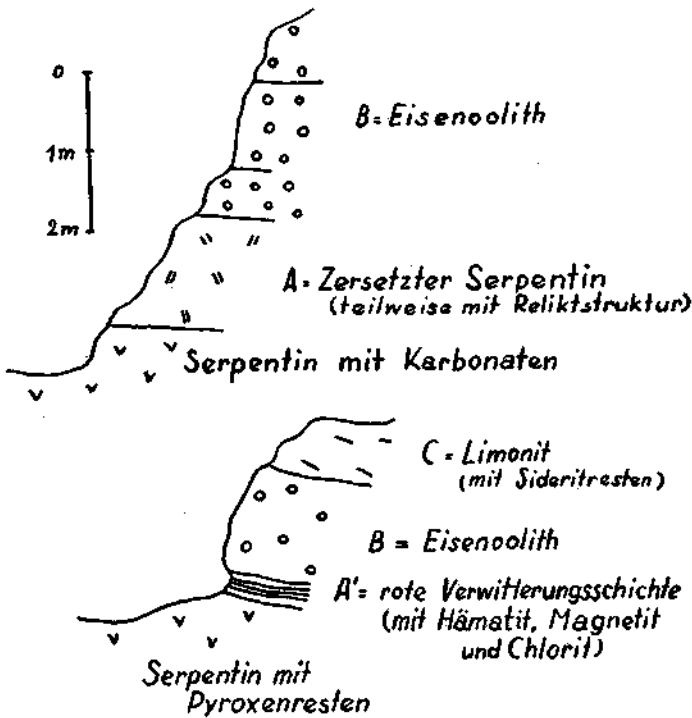 0
B = Eisenoolith
1m
2m
A = Zersetzter Serpentin
(teilweise mit Reliktstruktur)
Serpentin mit Karbonaten
C = Limonit
(mit Sideritresten)
B = Eisenoolith
A' = rote Verwitterungsschichte
(mit Hämatit, Magnetit
und Chlorit)
Serpentin mit
Pyroxenresten